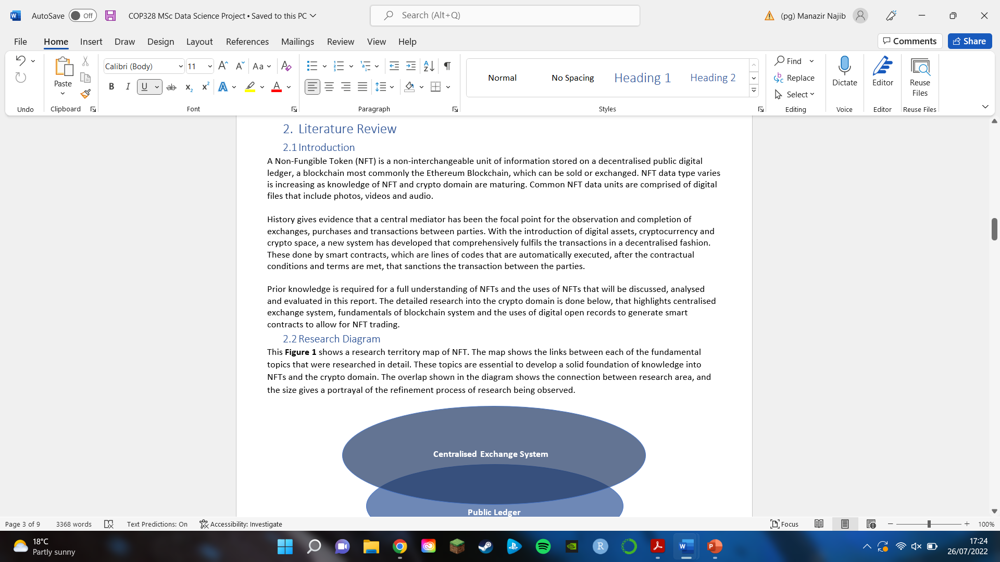 AutoSave Off COP328 MSc Data Science Project • Saved to this PC Search (Alt+Q) (pg) Manazir Najib
File Home Insert Draw Design Layout References Mailings Review View Help Comments Share
Paste
Calibri (Body) 11
Aa
B I U ab x₂ x² A A
Normal No Spacing Heading 1 Heading 2
Find
Replace
Select
Dictate
Editor
Reuse Files
Undo Clipboard Font Paragraph Styles Editing Voice Editor Reuse Files
2. Literature Review
2.1 Introduction
A Non-Fungible Token (NFT) is a non-interchangeable unit of information stored on a decentralised public digital
ledger, a blockchain most commonly the Ethereum Blockchain, which can be sold or exchanged. NFT data type varies
is increasing as knowledge of NFT and crypto domain are maturing. Common NFT data units are comprised of digital
files that include photos, videos and audio.
History gives evidence that a central mediator has been the focal point for the observation and completion of
exchanges, purchases and transactions between parties. With the introduction of digital assets, cryptocurrency and
crypto space, a new system has developed that comprehensively fulfils the transactions in a decentralised fashion.
These done by smart contracts, which are lines of codes that are automatically executed, after the contractual
conditions and terms are met, that sanctions the transaction between the parties.
Prior knowledge is required for a full understanding of NFTs and the uses of NFTs that will be discussed, analysed
and evaluated in this report. The detailed research into the crypto domain is done below, that highlights centralised
exchange system, fundamentals of blockchain system and the uses of digital open records to generate smart
contracts to allow for NFT trading.
2.2 Research Diagram
This Figure 1 shows a research territory map of NFT. The map shows the links between each of the fundamental
topics that were researched in detail. These topics are essential to develop a solid foundation of knowledge into
NFTs and the crypto domain. The overlap shown in the diagram shows the connection between research area, and
the size gives a portrayal of the refinement process of research being observed.
Centralised Exchange System
Public Ledger
Page 3 of 9 3368 words Text Predictions: On Accessibility: Investigate Focus 100%
18°C
Partly sunny
17:24
26/07/2022